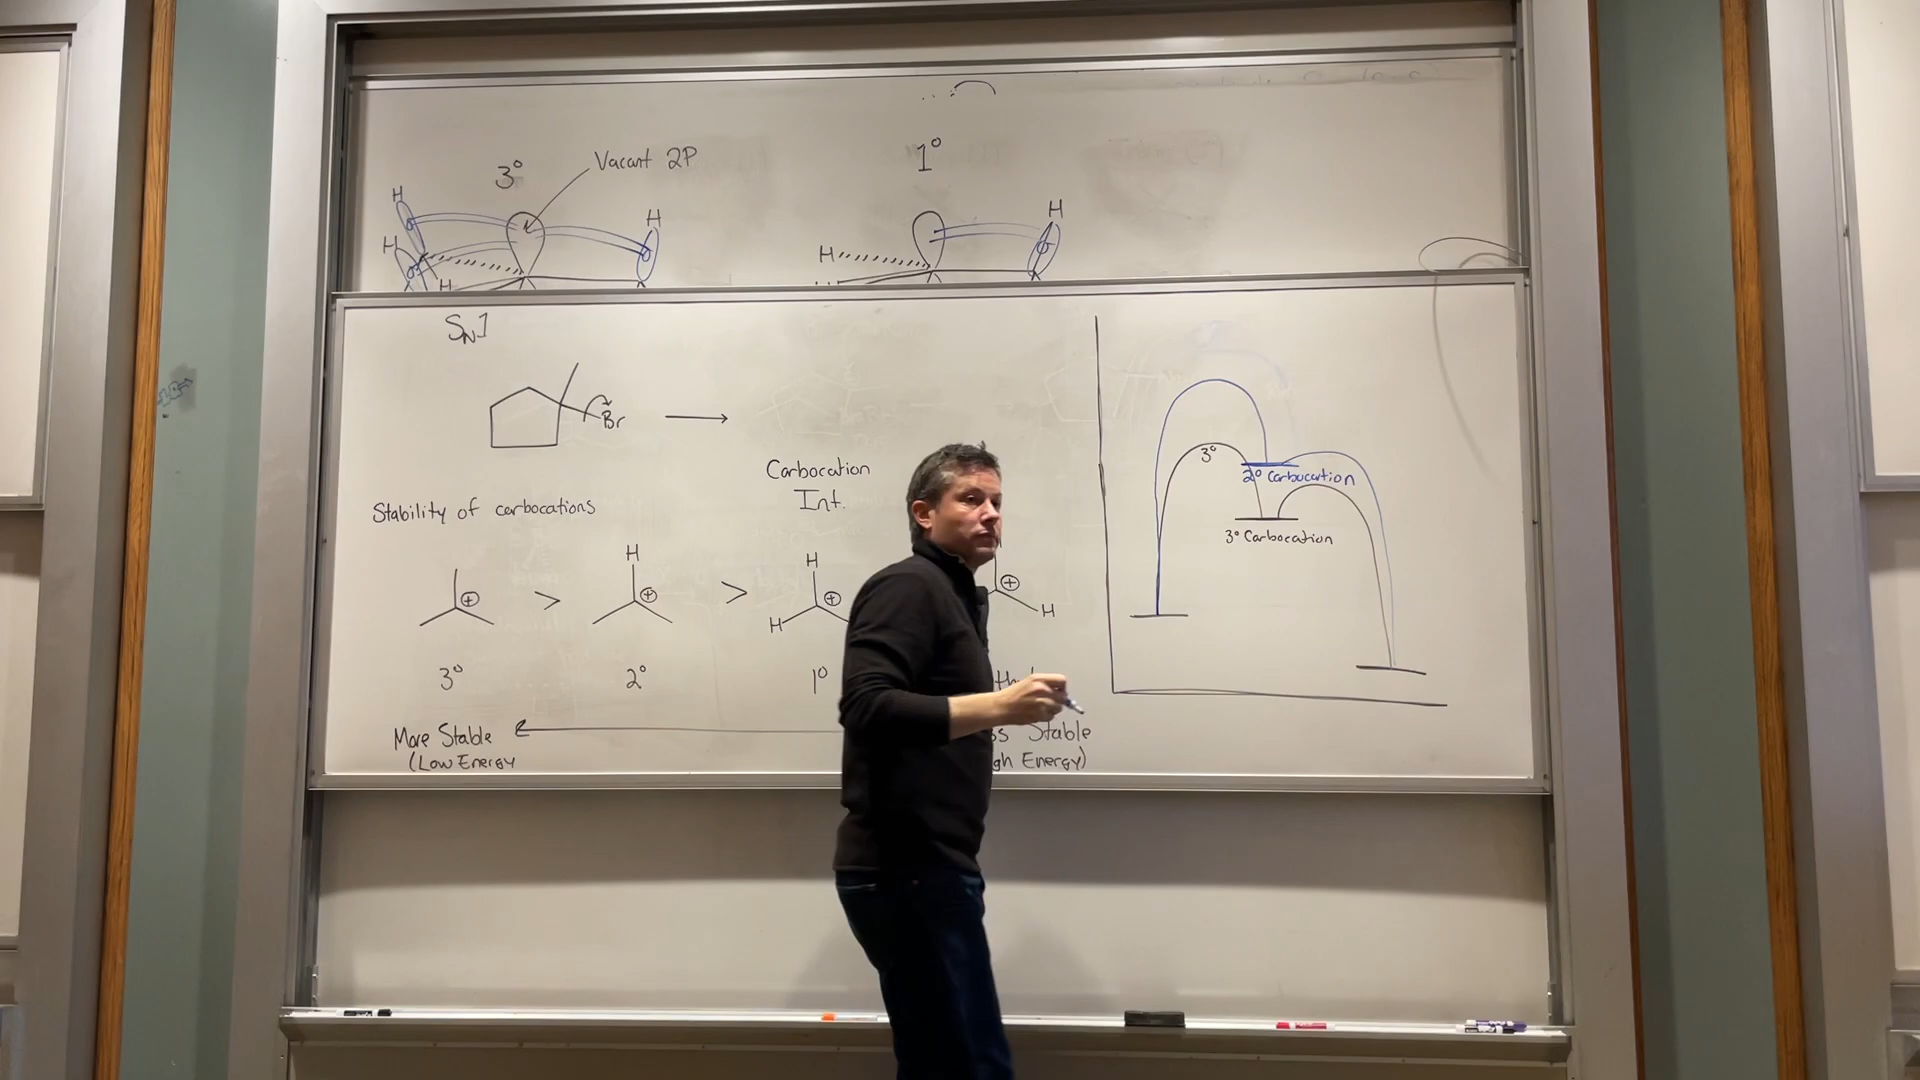 3°
Vacant 2P
1°
H
H
H
H
H
H
SN1
Br
Carbocation
Int.
Stability of carbocations
H
⊕
>
⊕
>
H
H
⊕
⊕
H
3°
2°
1°
More Stable
(Low Energy
Stable
Energy)
3°
2° Carbocartion
3° Carbocation